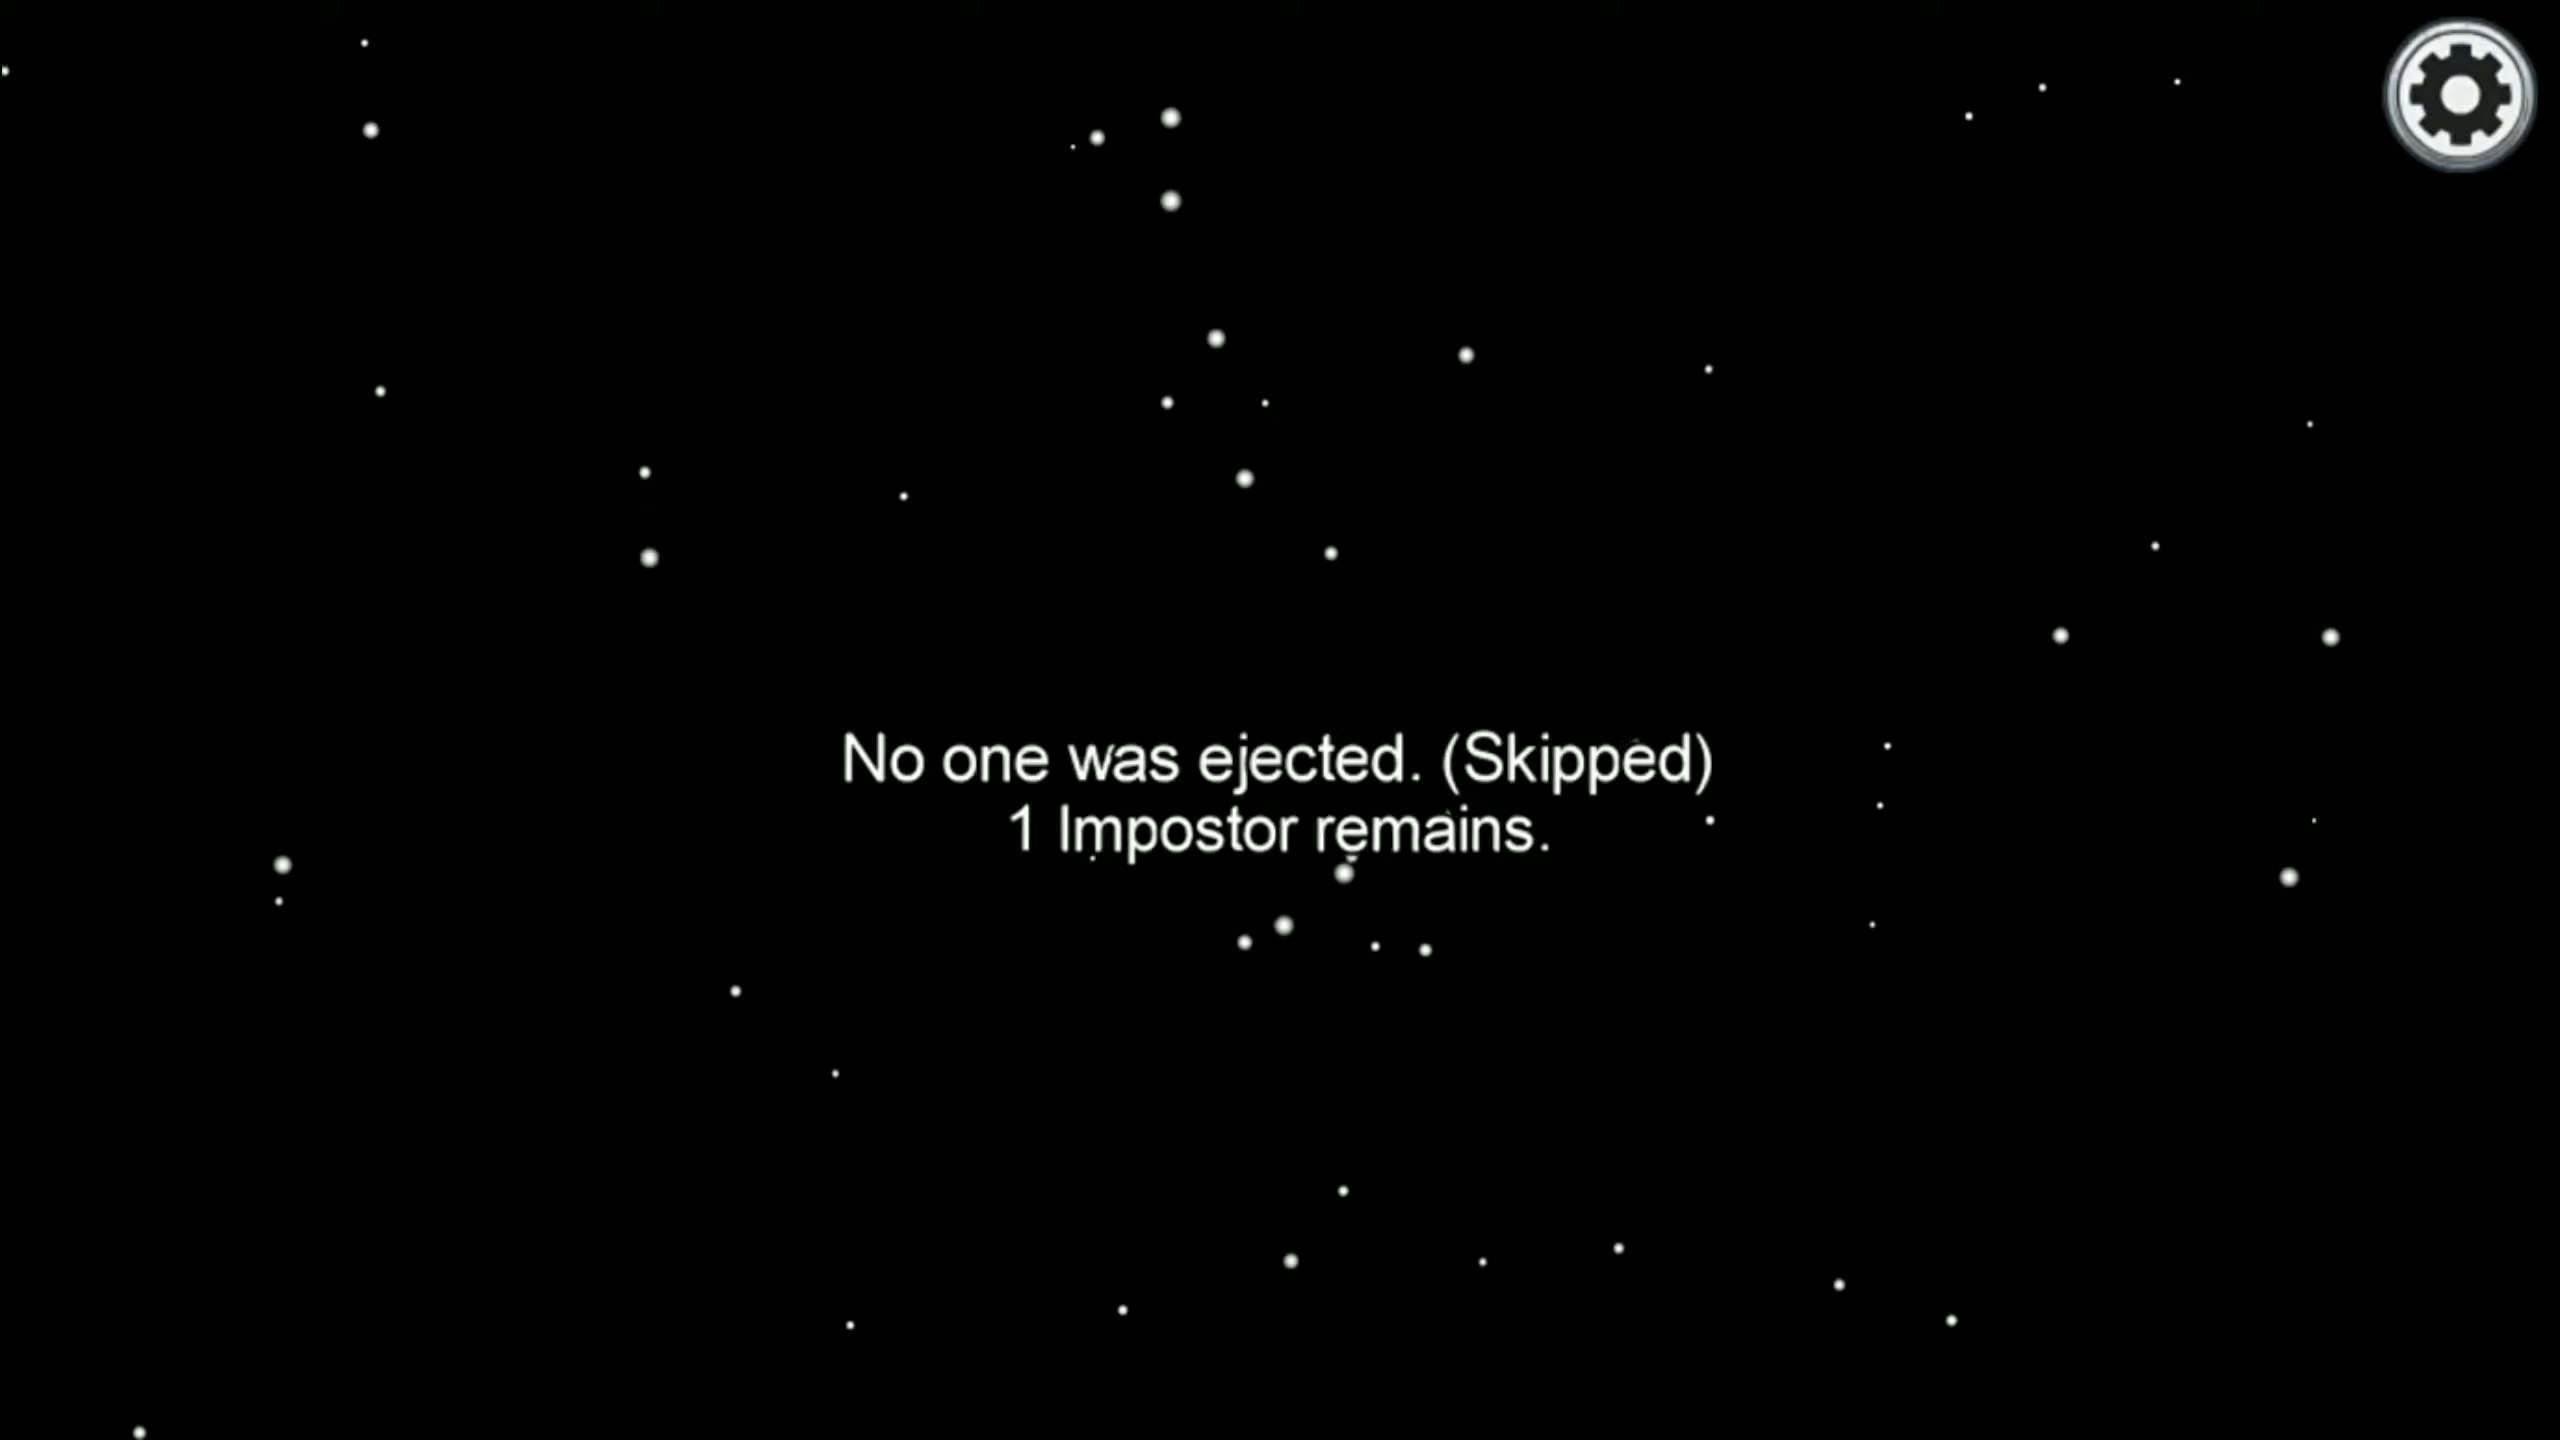 No one was ejected. (Skipped)
1 Impostor remains.